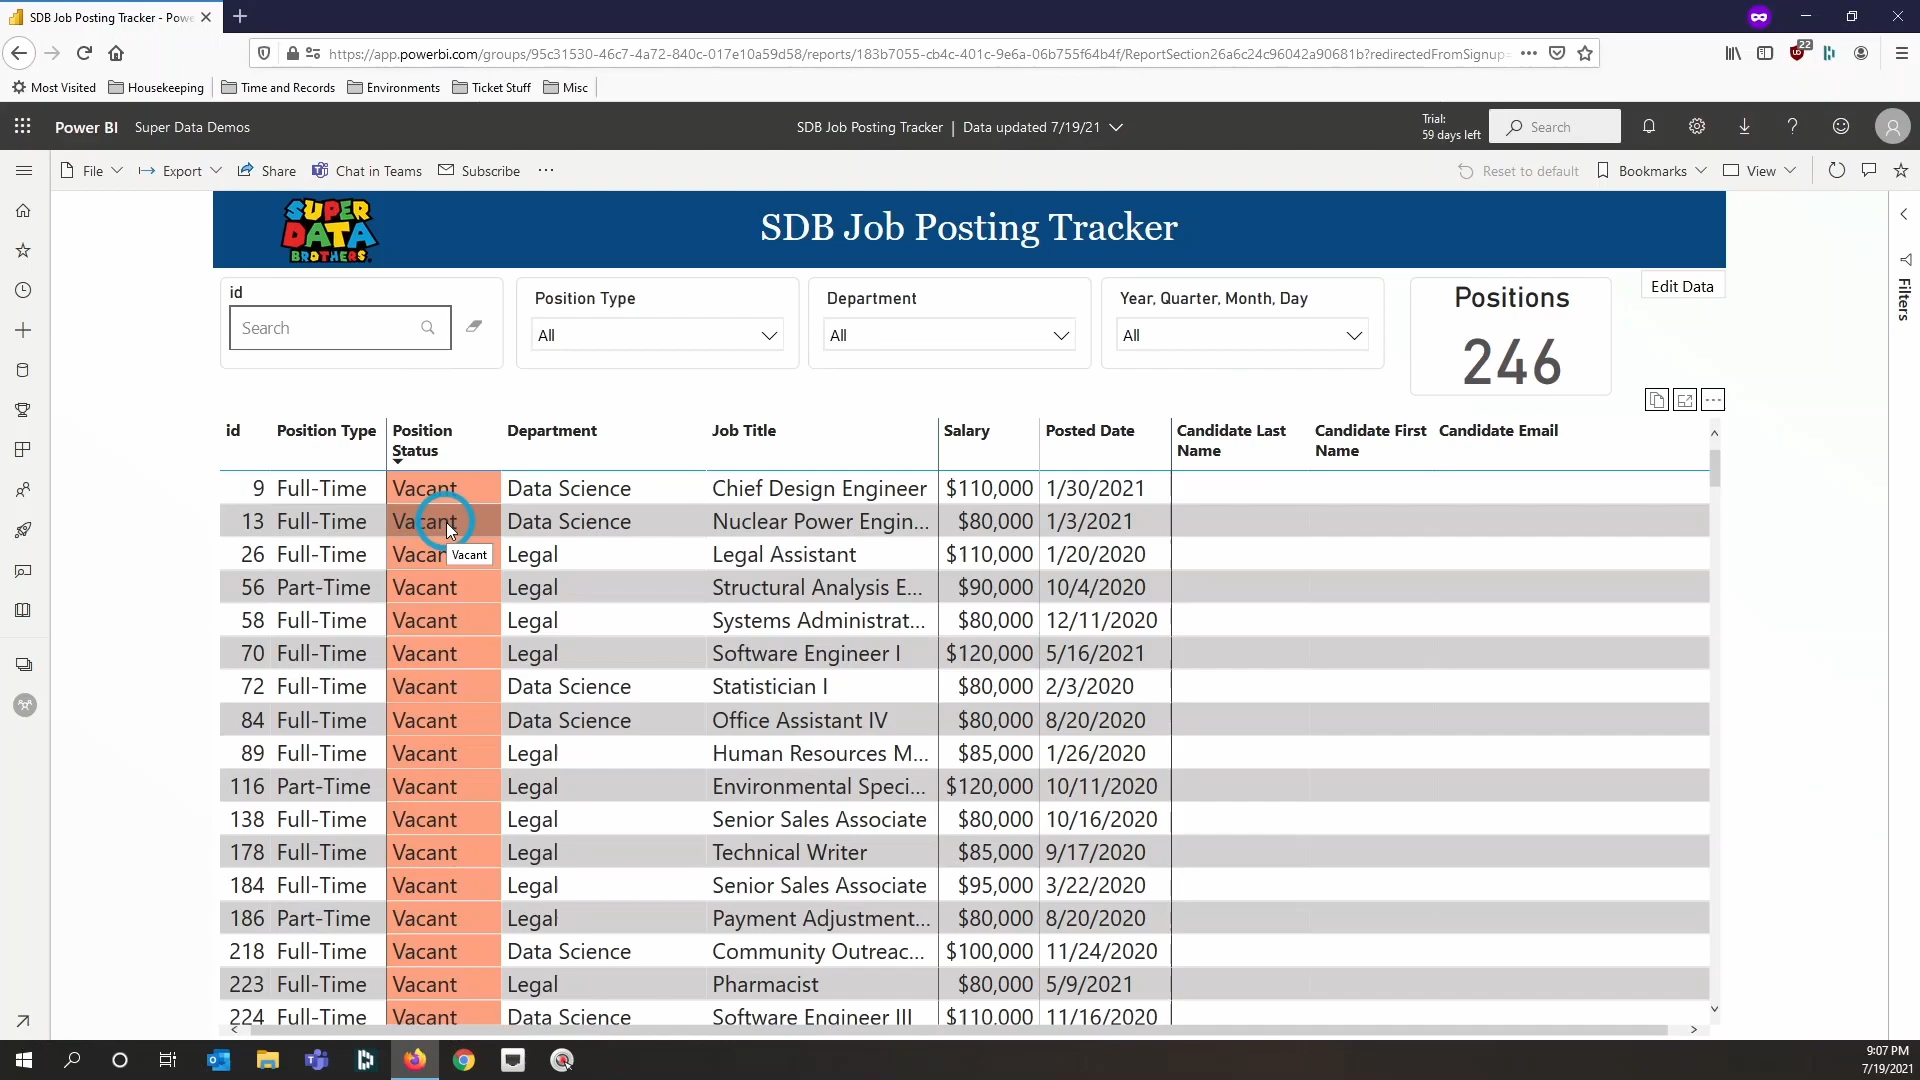 SDB Job Posting Tracker - Powe
https://app.powerbi.com/groups/95c31530-46c7-4a72-840c-017e10a59d58/reports/183b7055-cb4c-401c-9e6a-06b755f64b4f/ReportSection26a6c24c96042a90681b?redirectedFromSignup=
22
Most Visited Housekeeping Time and Records Environments Ticket Stuff Misc
Power BI Super Data Demos SDB Job Posting Tracker | Data updated 7/19/21
Trial:
59 days left
Search
File Export Share Chat in Teams Subscribe Reset to default Bookmarks View
SUPER
DATA
BROTHERS.
SDB Job Posting Tracker
Filters
id
Search
Position Type
All
Department
All
Year, Quarter, Month, Day
All
Positions
246
Edit Data
id Position Type Position Status Department Job Title Salary Posted Date Candidate Last Name Candidate First Name Candidate Email
9 Full-Time Vacant Data Science Chief Design Engineer $110,000 1/30/2021
13 Full-Time Vacant Data Science Nuclear Power Engin... $80,000 1/3/2021
26 Full-Time Vacant Legal Legal Assistant $110,000 1/20/2020
Vacant
56 Part-Time Vacant Legal Structural Analysis E... $90,000 10/4/2020
58 Full-Time Vacant Legal Systems Administrat... $80,000 12/11/2020
70 Full-Time Vacant Legal Software Engineer I $120,000 5/16/2021
72 Full-Time Vacant Data Science Statistician I $80,000 2/3/2020
84 Full-Time Vacant Data Science Office Assistant IV $80,000 8/20/2020
89 Full-Time Vacant Legal Human Resources M... $85,000 1/26/2020
116 Part-Time Vacant Legal Environmental Speci... $120,000 10/11/2020
138 Full-Time Vacant Legal Senior Sales Associate $80,000 10/16/2020
178 Full-Time Vacant Legal Technical Writer $85,000 9/17/2020
184 Full-Time Vacant Legal Senior Sales Associate $95,000 3/22/2020
186 Part-Time Vacant Legal Payment Adjustment... $80,000 8/20/2020
218 Full-Time Vacant Data Science Community Outreac... $100,000 11/24/2020
223 Full-Time Vacant Legal Pharmacist $80,000 5/9/2021
224 Full-Time Vacant Data Science Software Engineer III $110,000 11/16/2020
9:07 PM
7/19/2021